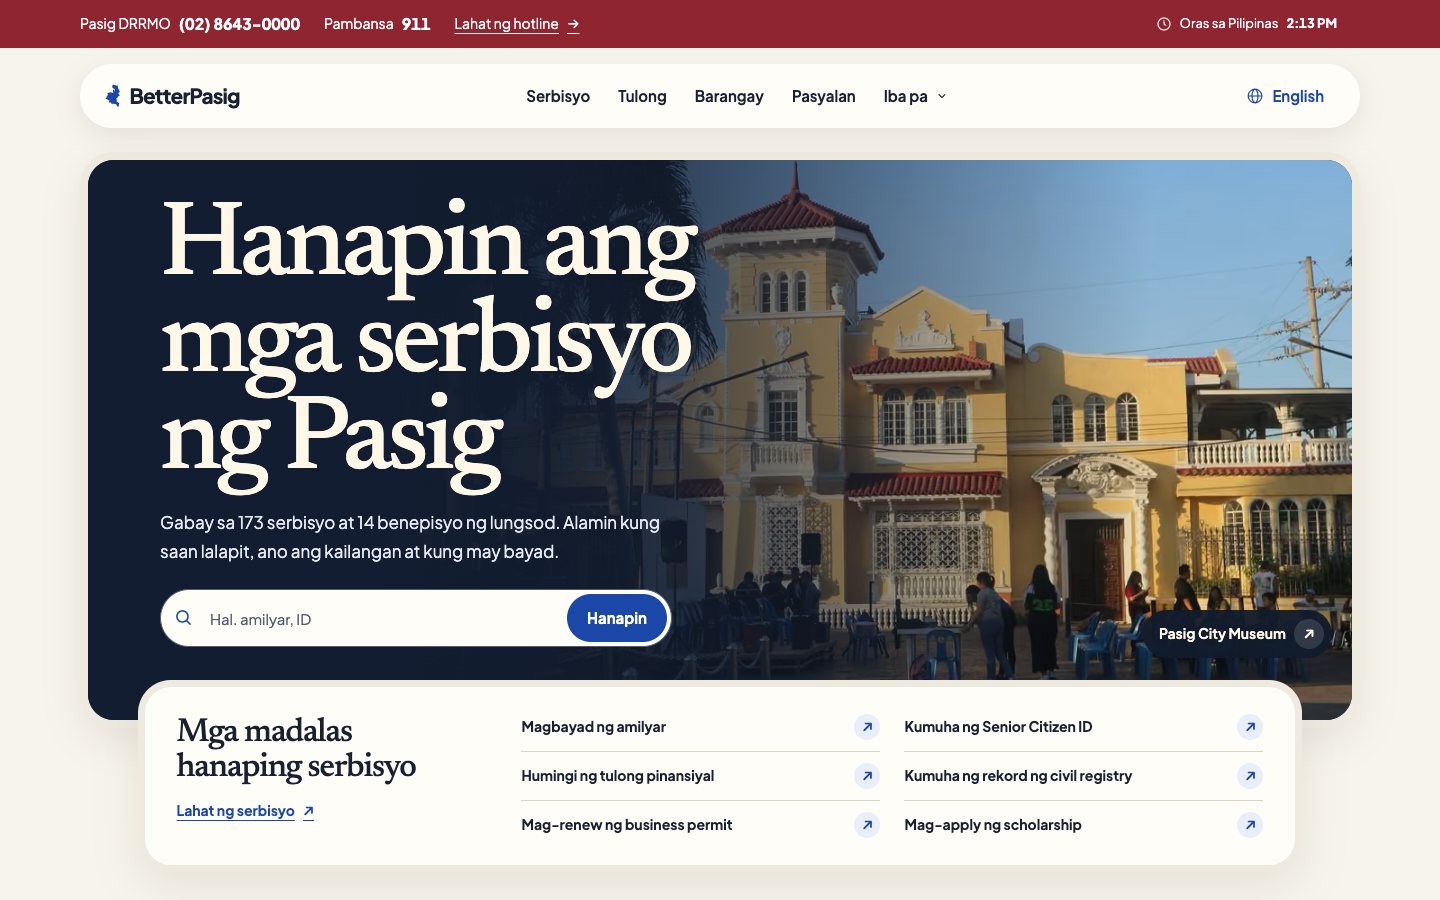 Pasig DRRMO (02) 8643-0000 Pambansa 911 Lahat ng hotline → Oras sa Pilipinas 2:13 PM
BetterPasig Serbisyo Tulong Barangay Pasyalan Iba pa English
Hanapin ang
mga serbisyo
ng Pasig
Gabay sa 173 serbisyo at 14 benepisyo ng lungsod. Alamin kung
saan lalapit, ano ang kailangan at kung may bayad.
Hal. amilyar, ID Hanapin
Pasig City Museum
Mga madalas
hanaping serbisyo
Lahat ng serbisyo
Magbayad ng amilyar
Humingi ng tulong pinansiyal
Mag-renew ng business permit
Kumuha ng Senior Citizen ID
Kumuha ng rekord ng civil registry
Mag-apply ng scholarship